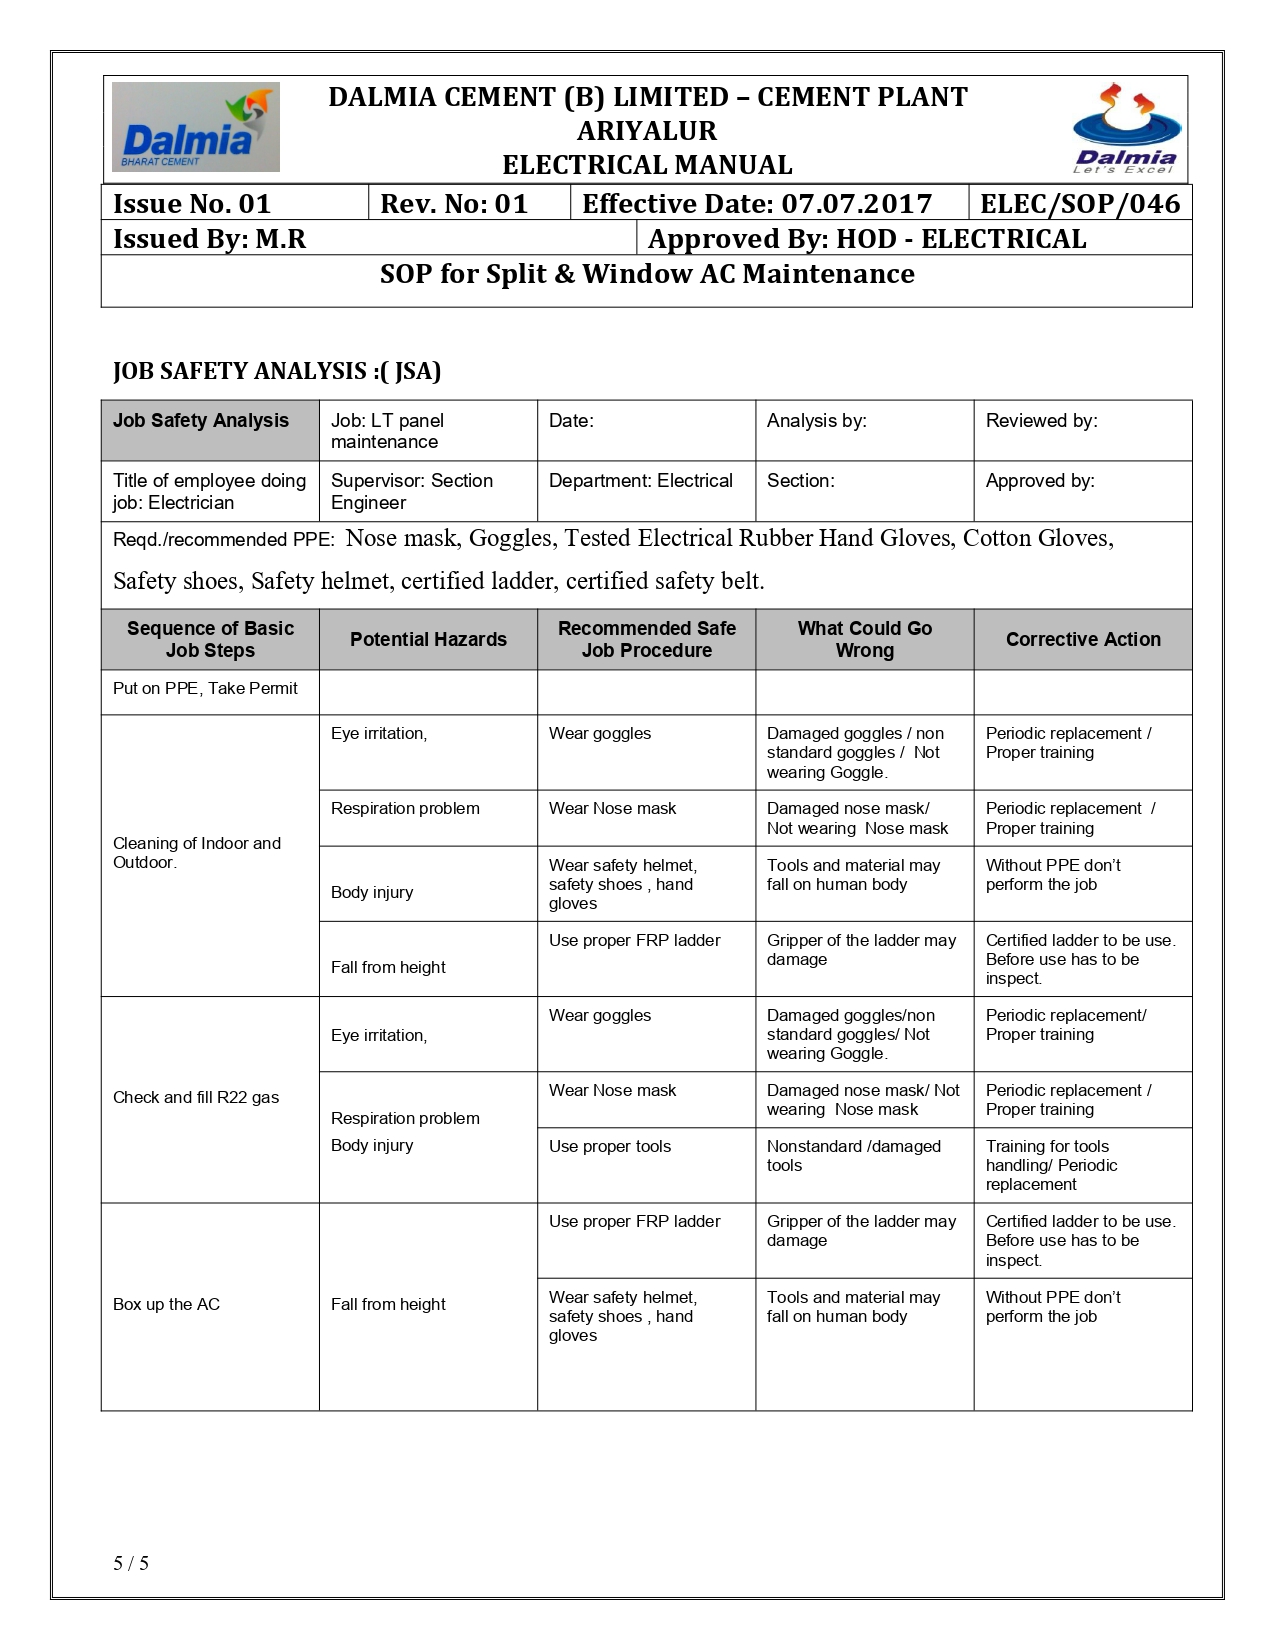 Dalmia
BHARAT CEMENT
DALMIA CEMENT (B) LIMITED – CEMENT PLANT
ARIYALUR
ELECTRICAL MANUAL
Dalmia
Let's Excel
Issue No. 01 Rev. No: 01 Effective Date: 07.07.2017 ELEC/SOP/046
Issued By: M.R Approved By: HOD - ELECTRICAL
SOP for Split & Window AC Maintenance
JOB SAFETY ANALYSIS :( JSA)
Job Safety Analysis
Job: LT panel
maintenance
Date:
Analysis by:
Reviewed by:
Title of employee doing
job: Electrician
Supervisor: Section
Engineer
Department: Electrical
Section:
Approved by:
Reqd./recommended PPE: Nose mask, Goggles, Tested Electrical Rubber Hand Gloves, Cotton Gloves,
Safety shoes, Safety helmet, certified ladder, certified safety belt.
Sequence of Basic
Job Steps
Potential Hazards
Recommended Safe
Job Procedure
What Could Go
Wrong
Corrective Action
Put on PPE, Take Permit
Cleaning of Indoor and
Outdoor.
Eye irritation,
Wear goggles
Damaged goggles / non
standard goggles / Not
wearing Goggle.
Periodic replacement /
Proper training
Respiration problem
Wear Nose mask
Damaged nose mask/
Not wearing Nose mask
Periodic replacement /
Proper training
Body injury
Wear safety helmet,
safety shoes , hand
gloves
Tools and material may
fall on human body
Without PPE don’t
perform the job
Fall from height
Use proper FRP ladder
Gripper of the ladder may
damage
Certified ladder to be use.
Before use has to be
inspect.
Check and fill R22 gas
Eye irritation,
Wear goggles
Damaged goggles/non
standard goggles/ Not
wearing Goggle.
Periodic replacement/
Proper training
Respiration problem
Body injury
Wear Nose mask
Damaged nose mask/ Not
wearing Nose mask
Periodic replacement /
Proper training
Use proper tools
Nonstandard /damaged
tools
Training for tools
handling/ Periodic
replacement
Box up the AC
Fall from height
Use proper FRP ladder
Gripper of the ladder may
damage
Certified ladder to be use.
Before use has to be
inspect.
Wear safety helmet,
safety shoes , hand
gloves
Tools and material may
fall on human body
Without PPE don’t
perform the job
5 / 5